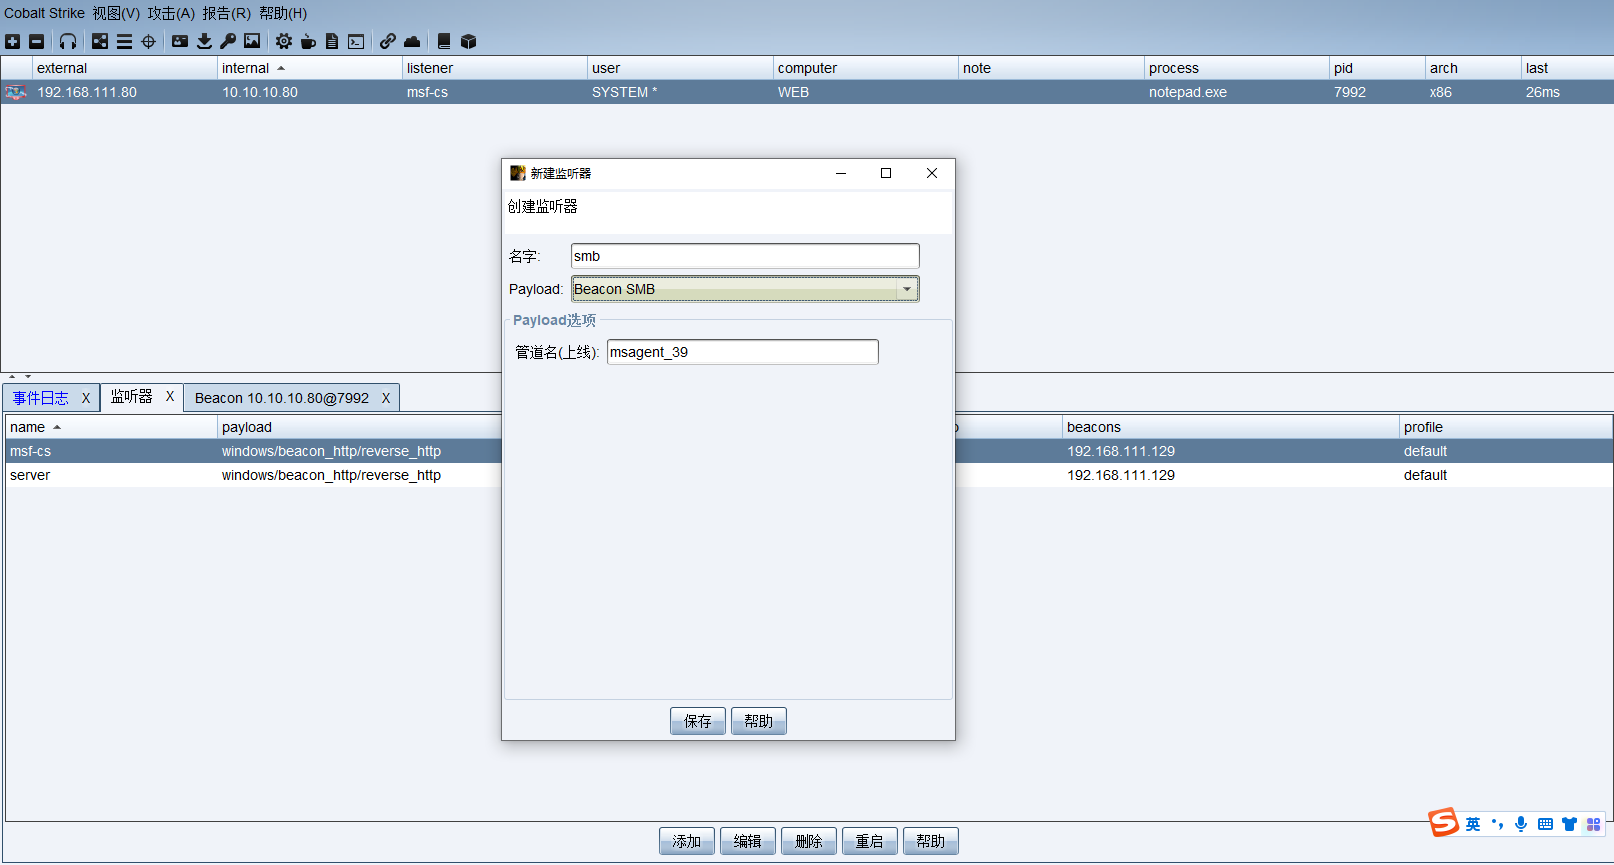 Cobalt Strike 视图(V) 攻击(A) 报告(R) 帮助(H)
external internal listener user computer note process pid arch last
192.168.111.80 10.10.10.80 msf-cs SYSTEM * WEB notepad.exe 7992 x86 26ms
新建监听器
创建监听器
名字: smb
Payload: Beacon SMB
Payload选项
管道名(上线): msagent_39
保存 帮助
事件日志 X 监听器 X Beacon 10.10.10.80@7992 X
name payload beacons profile
msf-cs windows/beacon_http/reverse_http 192.168.111.129 default
server windows/beacon_http/reverse_http 192.168.111.129 default
添加 编辑 删除 重启 帮助
S 英